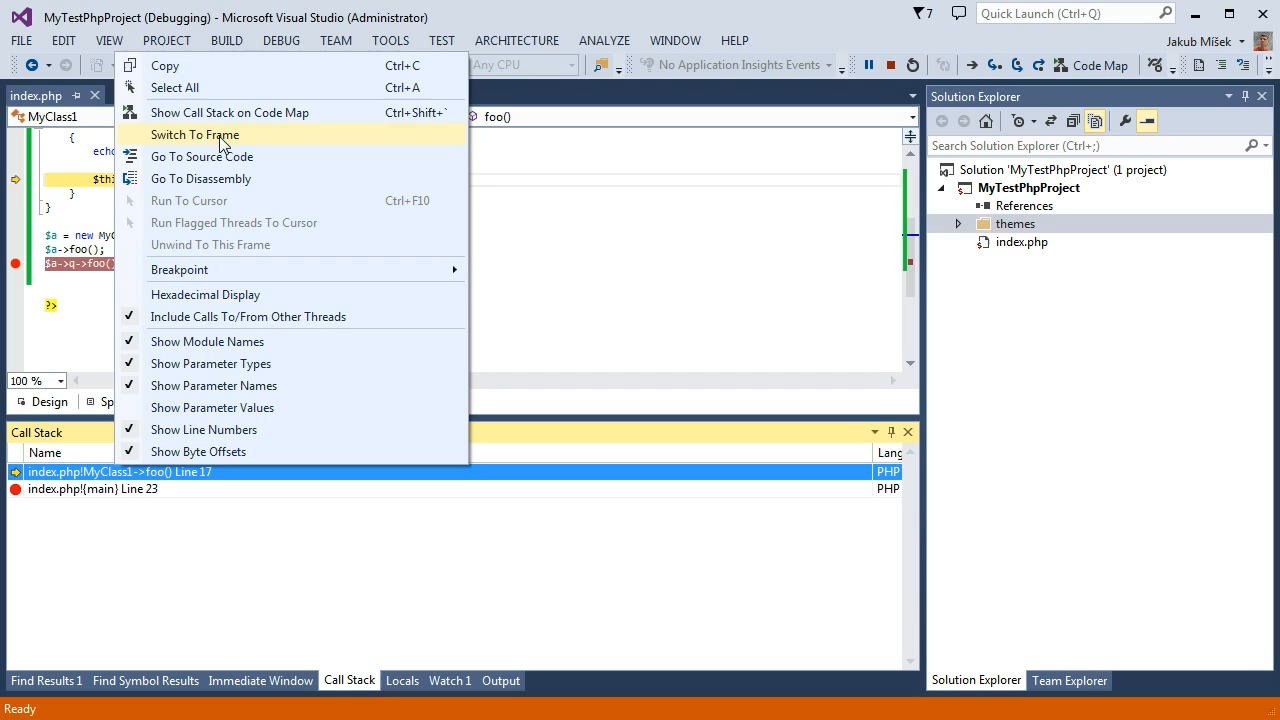 MyTestPhpProject (Debugging) - Microsoft Visual Studio (Administrator)
7
Quick Launch (Ctrl+Q)
FILE EDIT VIEW PROJECT BUILD DEBUG TEAM TOOLS TEST ARCHITECTURE ANALYZE WINDOW HELP
Jakub Míšek
Any CPU
No Application Insights Events
Code Map
index.php
MyClass1
foo()
{
echo
$thi
}
}
$a = new MyC
$a->foo();
$a->q->foo()
?>
100 %
Design
Sp
Copy Ctrl+C
Select All Ctrl+A
Show Call Stack on Code Map Ctrl+Shift+`
Switch To Frame
Go To Source Code
Go To Disassembly
Run To Cursor Ctrl+F10
Run Flagged Threads To Cursor
Unwind To This Frame
Breakpoint
Hexadecimal Display
Include Calls To/From Other Threads
Show Module Names
Show Parameter Types
Show Parameter Names
Show Parameter Values
Show Line Numbers
Show Byte Offsets
Call Stack
Name Lang
index.php!MyClass1->foo() Line 17 PHP
index.php!{main} Line 23 PHP
Find Results 1 Find Symbol Results Immediate Window Call Stack Locals Watch 1 Output
Solution Explorer
Search Solution Explorer (Ctrl+;)
Solution 'MyTestPhpProject' (1 project)
MyTestPhpProject
References
themes
index.php
Solution Explorer Team Explorer
Ready